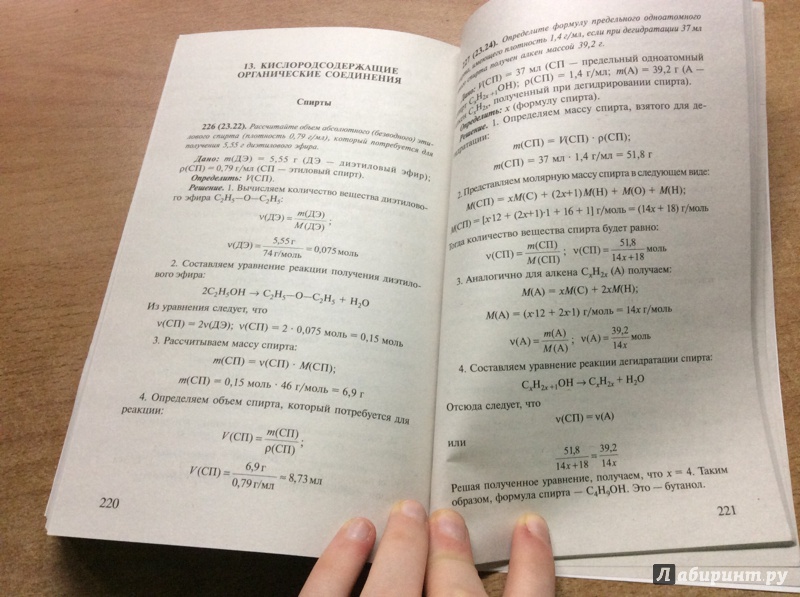 13. КИСЛОРОДСОДЕРЖАЩИЕ
ОРГАНИЧЕСКИЕ СОЕДИНЕНИЯ
Спирты
226 (23.22). Рассчитайте объем абсолютного (безводного) эти-
лового спирта (плотность 0,79 г/мл), который потребуется для
получения 5,55 г диэтилового эфира.
Дано: m(ДЭ) = 5,55 г (ДЭ — диэтиловый эфир);
ρ(СП) = 0,79 г/мл (СП — этиловый спирт).
Определить: V(СП).
Решение. 1. Вычисляем количество вещества диэтилово-
го эфира C₂H₅—O—C₂H₅:
ν(ДЭ) = m(ДЭ) / M(ДЭ);
ν(ДЭ) = 5,55 г / 74 г/моль = 0,075 моль
2. Составляем уравнение реакции получения диэтило-
вого эфира:
2C₂H₅OH → C₂H₅—O—C₂H₅ + H₂O
Из уравнения следует, что
ν(СП) = 2ν(ДЭ); ν(СП) = 2 · 0,075 моль = 0,15 моль
3. Рассчитываем массу спирта:
m(СП) = ν(СП) · M(СП);
m(СП) = 0,15 моль · 46 г/моль = 6,9 г
4. Определяем объем спирта, который потребуется для
реакции:
V(СП) = m(СП) / ρ(СП);
V(СП) = 6,9 г / 0,79 г/мл ≈ 8,73 мл
220
227 (23.24). Определите формулу предельного одноатомного
имеющего плотность 1,4 г/мл, если при дегидратации 37 мл
спирта получен алкен массой 39,2 г.
Дано: V(СП) = 37 мл (СП — предельный одноатомный
CₓH₂ₓ₊₁OH); ρ(СП) = 1,4 г/мл; m(А) = 39,2 г (А —
CₓH₂ₓ, полученный при дегидрировании спирта).
Определить: x (формулу спирта).
Решение. 1. Определяем массу спирта, взятого для де-
гидратации:
m(СП) = V(СП) · ρ(СП);
m(СП) = 37 мл · 1,4 г/мл = 51,8 г
2. Представляем молярную массу спирта в следующем виде:
M(СП) = xM(C) + (2x+1)M(H) + M(O) + M(H);
M(СП) = [x·12 + (2x+1)·1 + 16 + 1] г/моль = (14x + 18) г/моль
Тогда количество вещества спирта будет равно:
ν(СП) = m(СП) / M(СП); ν(СП) = 51,8 / 14x+18 моль
3. Аналогично для алкена CₓH₂ₓ (А) получаем:
M(А) = xM(C) + 2xM(H);
M(А) = (x·12 + 2x·1) г/моль = 14x г/моль
ν(А) = m(А) / M(А); ν(А) = 39,2 / 14x моль
4. Составляем уравнение реакции дегидратации спирта:
CₓH₂ₓ₊₁OH → CₓH₂ₓ + H₂O
Отсюда следует, что
ν(СП) = ν(А)
или
51,8 / 14x+18 = 39,2 / 14x
Решая полученное уравнение, получаем, что x = 4. Таким
образом, формула спирта — C₄H₉OH. Это — бутанол.
221
Лабиринт.ру